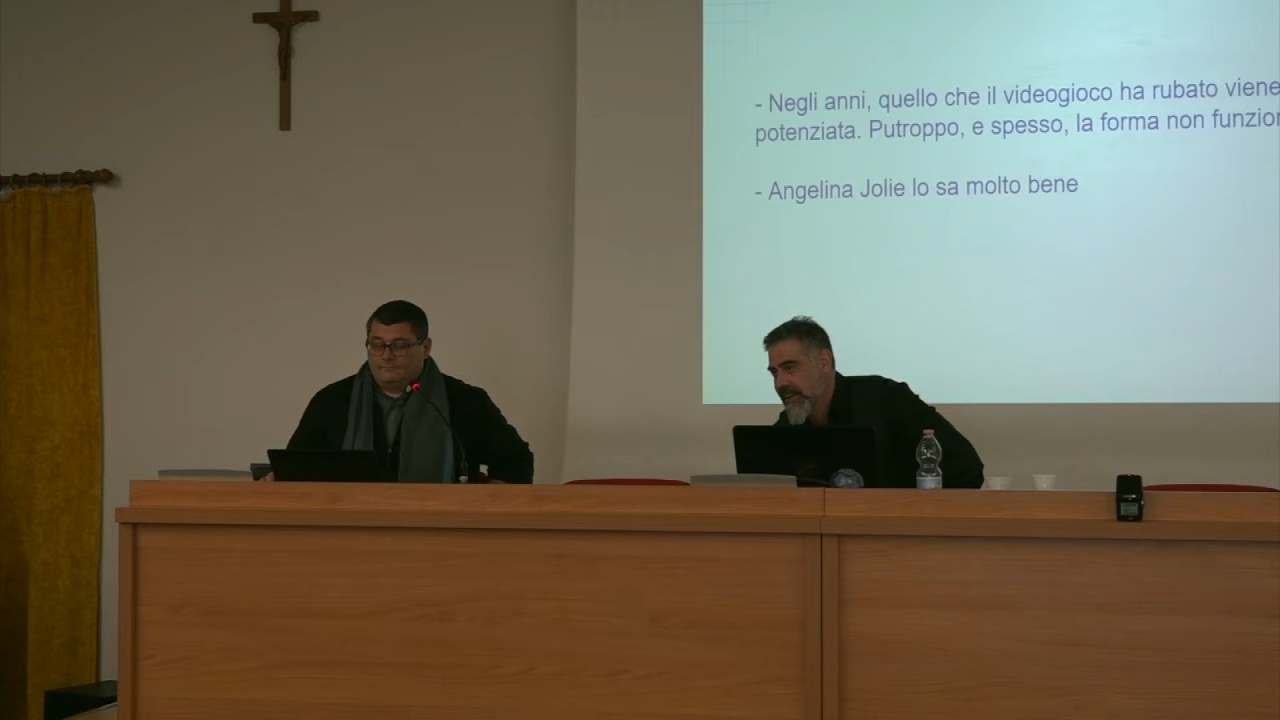 - Negli anni, quello che il videogioco ha rubato viene
potenziata. Putroppo, e spesso, la forma non
- Angelina Jolie lo sa molto bene